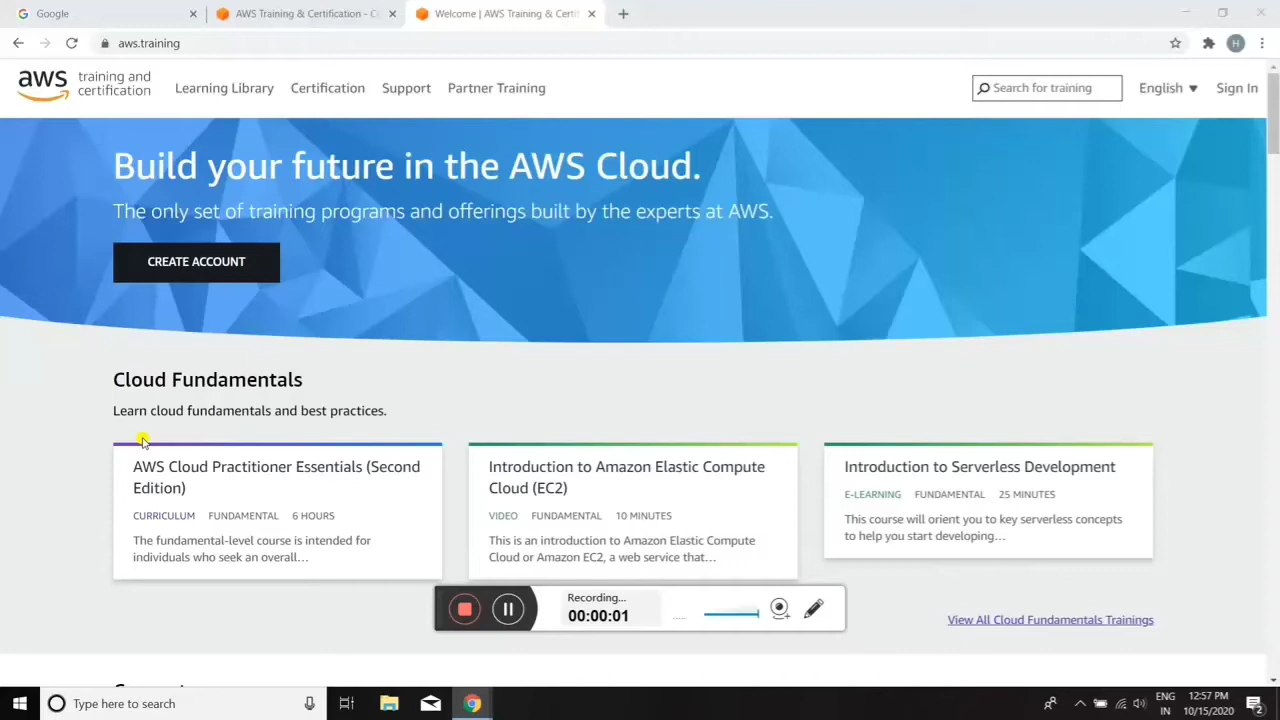 Google
AWS Training & Certification - C
Welcome | AWS Training & Certif
aws.training
H
aws training and certification
Learning Library
Certification
Support
Partner Training
Search for training
English
Sign In
Build your future in the AWS Cloud.
The only set of training programs and offerings built by the experts at AWS.
CREATE ACCOUNT
Cloud Fundamentals
Learn cloud fundamentals and best practices.
AWS Cloud Practitioner Essentials (Second
Edition)
CURRICULUM FUNDAMENTAL 6 HOURS
The fundamental-level course is intended for
individuals who seek an overall...
Introduction to Amazon Elastic Compute
Cloud (EC2)
VIDEO FUNDAMENTAL 10 MINUTES
This is an introduction to Amazon Elastic Compute
Cloud or Amazon EC2, a web service that...
Introduction to Serverless Development
E-LEARNING FUNDAMENTAL 25 MINUTES
This course will orient you to key serverless concepts
to help you start developing...
Recording...
00:00:01
View All Cloud Fundamentals Trainings
Type here to search
ENG
IN
12:57 PM
10/15/2020
2